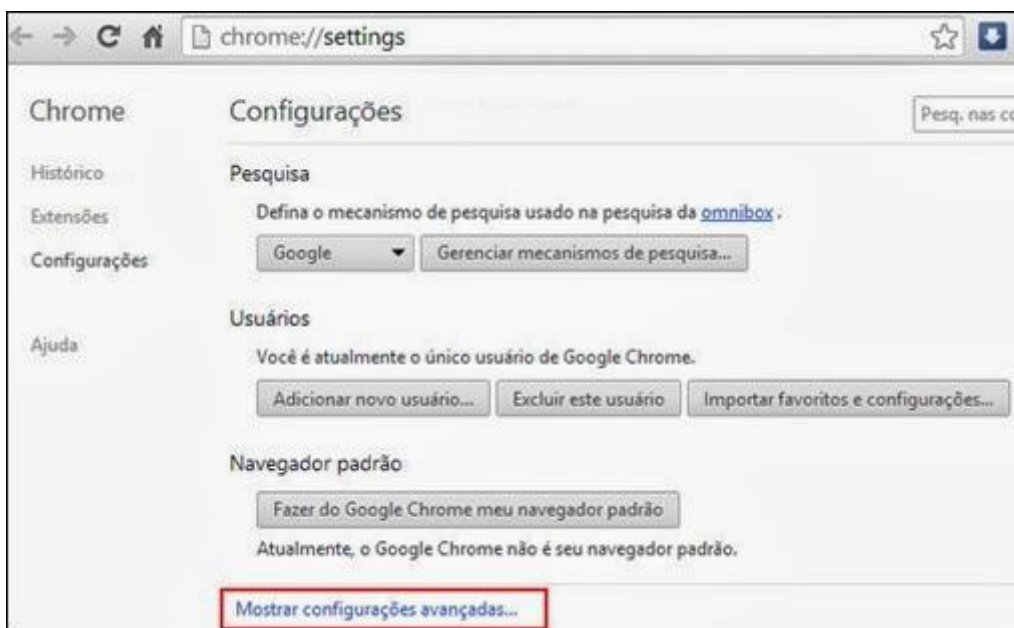 chrome://settings
Chrome
Configurações
Pesq. nas co
Histórico
Extensões
Configurações
Ajuda
Pesquisa
Defina o mecanismo de pesquisa usado na pesquisa da omnibox .
Google
Gerenciar mecanismos de pesquisa...
Usuários
Você é atualmente o único usuário de Google Chrome.
Adicionar novo usuário...
Excluir este usuário
Importar favoritos e configurações...
Navegador padrão
Fazer do Google Chrome meu navegador padrão
Atualmente, o Google Chrome não é seu navegador padrão.
Mostrar configurações avançadas...